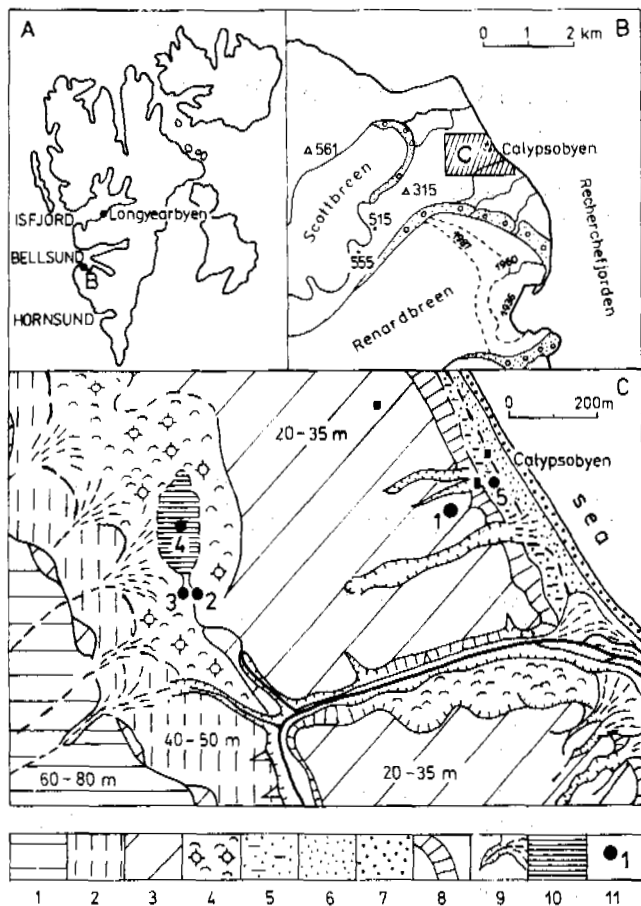 A
ISFJORD
Longyearbyen
BELLSUND
B
HORNSUND
B
0 1 2 km
561
Scottbreen
C
Calypsobyen
315
515
555
Recherchefjorden
1960
1936
Renardbreen
C
0 200m
20-35 m
Calypsobyen
sea
5
1
4
3 2
40-50 m
60-80 m
20-35 m
1
1 2 3 4 5 6 7 8 9 10 11